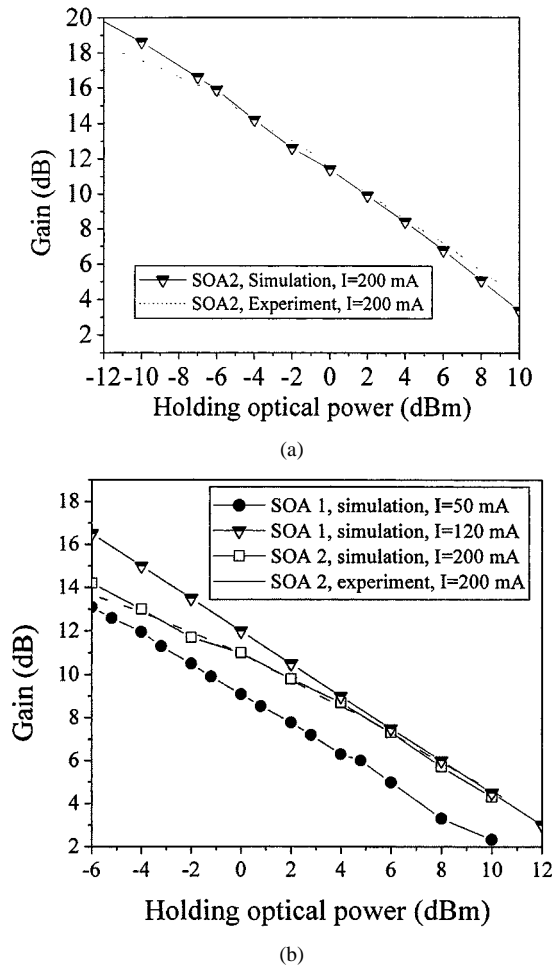 20
18
16
14
12
10
8
6
4
2
Gain (dB)
SOA2, Simulation, I=200 mA
SOA2, Experiment, I=200 mA
-12 -10 -8 -6 -4 -2 0 2 4 6 8 10
Holding optical power (dBm)
(a)
18
16
14
12
10
8
6
4
2
Gain (dB)
SOA 1, simulation, I=50 mA
SOA 1, simulation, I=120 mA
SOA 2, simulation, I=200 mA
SOA 2, experiment, I=200 mA
-6 -4 -2 0 2 4 6 8 10 12
Holding optical power (dBm)
(b)